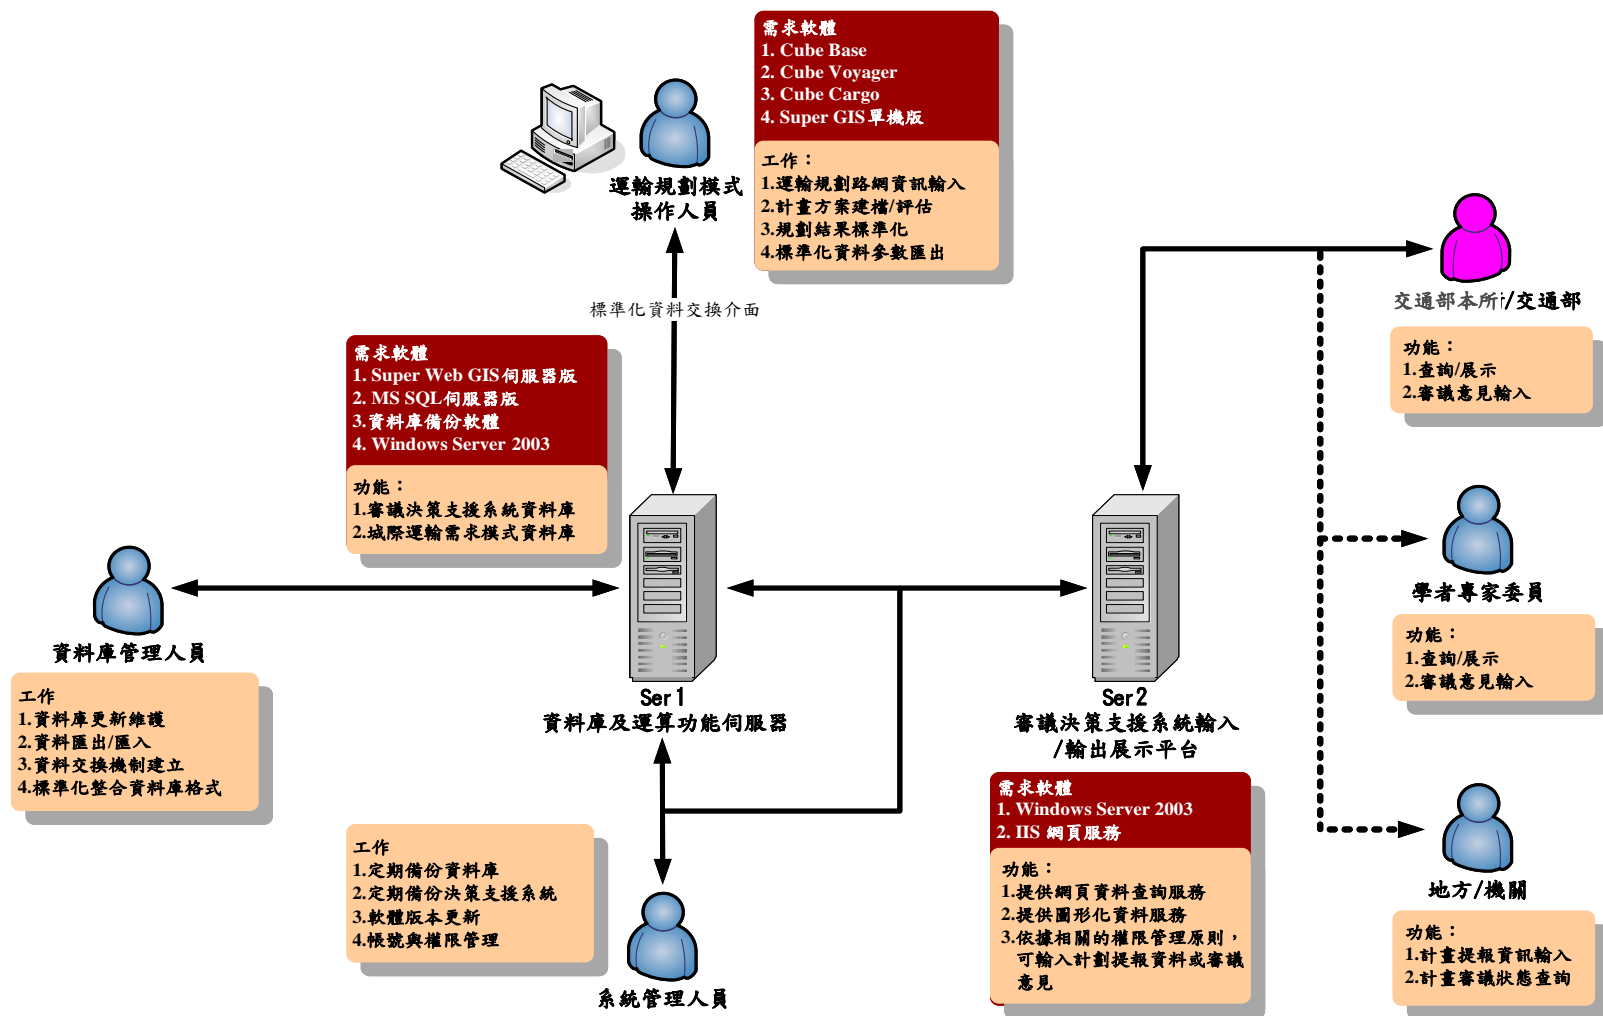 需求軟體
1. Cube Base
2. Cube Voyager
3. Cube Cargo
4. Super GIS單機版
工作：
1.運輸規劃路網資訊輸入
2.計畫方案建檔/評估
3.規劃結果標準化
4.標準化資料參數匯出
運輸規劃模式
操作人員
標準化資料交換介面
需求軟體
1. Super Web GIS伺服器版
2. MS SQL伺服器版
3.資料庫備份軟體
4. Windows Server 2003
功能：
1.審議決策支援系統資料庫
2.城際運輸需求模式資料庫
交通部本所/交通部
功能：
1.查詢/展示
2.審議意見輸入
學者專家委員
功能：
1.查詢/展示
2.審議意見輸入
資料庫管理人員
工作
1.資料庫更新維護
2.資料匯出/匯入
3.資料交換機制建立
4.標準化整合資料庫格式
Ser1
資料庫及運算功能伺服器
Ser2
審議決策支援系統輸入
/輸出展示平台
需求軟體
1. Windows Server 2003
2. IIS 網頁服務
功能：
1.提供網頁資料查詢服務
2.提供圖形化資料服務
3.依據相關的權限管理原則，
可輸入計劃提報資料或審議
意見
工作
1.定期備份資料庫
2.定期備份決策支援系統
3.軟體版本更新
4.帳號與權限管理
系統管理人員
地方/機關
功能：
1.計畫提報資訊輸入
2.計畫審議狀態查詢